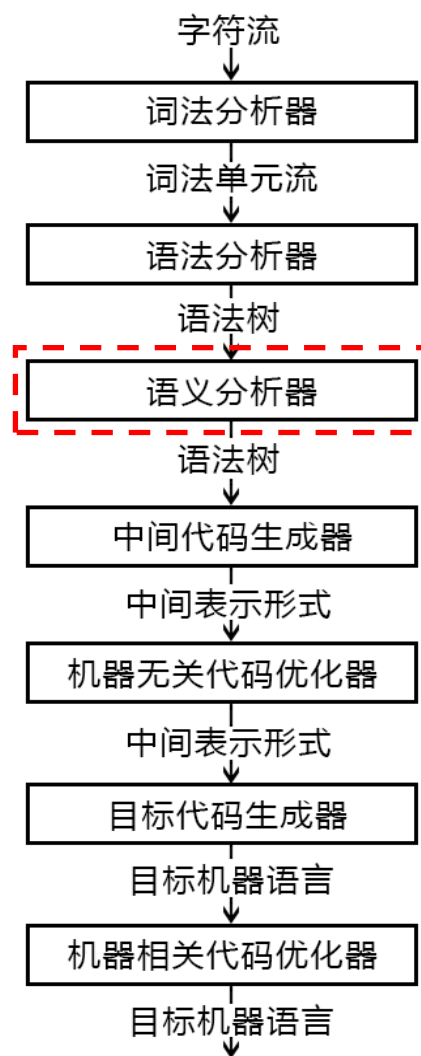 字符流
词法分析器
词法单元流
语法分析器
语法树
语义分析器
语法树
中间代码生成器
中间表示形式
机器无关代码优化器
中间表示形式
目标代码生成器
目标机器语言
机器相关代码优化器
目标机器语言